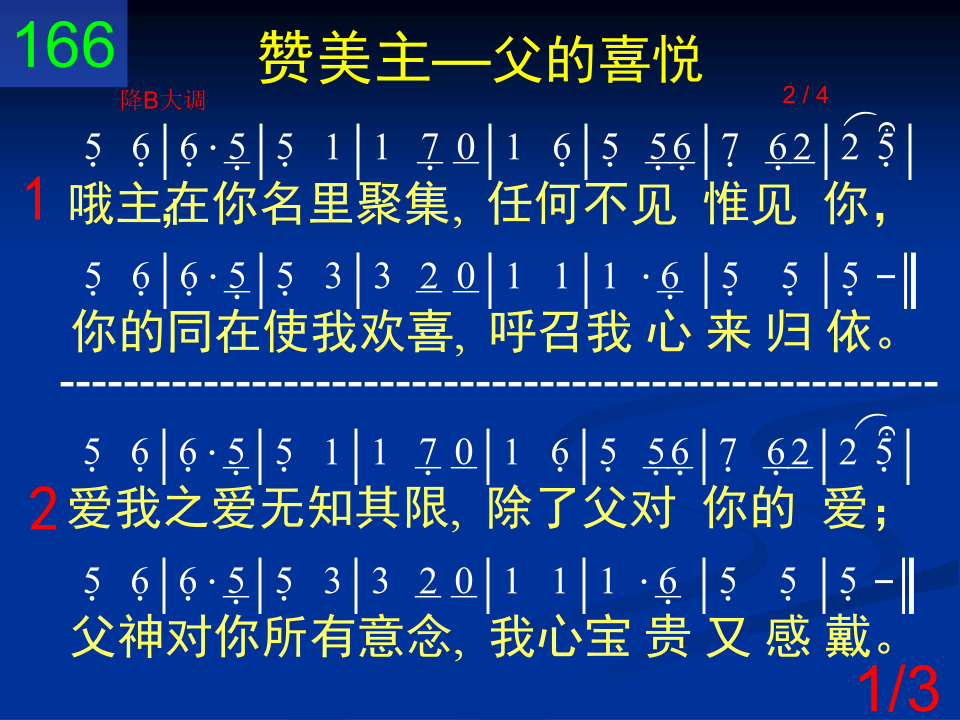 166
赞美主—父的喜悦
降B大调
2 / 4
5 6|6·5|5 1|1 7 0|1 6|5 56|7 62|2 5|
1
哦主,在你名里聚集, 任何不见 惟见 你,
5 6|6·5|5 3|3 2 0|1 1|1 ·6|5 5|5 –‖
你的同在使我欢喜, 呼召我 心 来 归 依。
------------------------------------------------------
5 6|6·5|5 1|1 7 0|1 6|5 56|7 62|2 5|
2
爱我之爱无知其限, 除了父对 你的 爱;
5 6|6·5|5 3|3 2 0|1 1|1 ·6|5 5|5 –‖
父神对你所有意念, 我心宝 贵 又 感 戴。
1/3